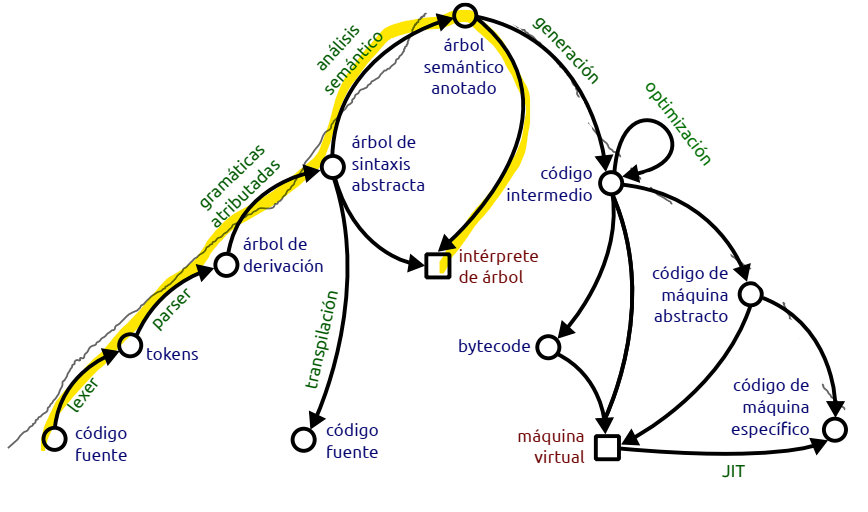 análisis
semántico
árbol
semántico
anotado
generación
optimización
gramáticas
atributadas
árbol de
sintaxis
abstracta
código
intermedio
árbol de
derivación
intérprete
de árbol
código de
máquina
abstracto
parser
transpilación
tokens
bytecode
lexer
código
fuente
código
fuente
código de
máquina
específico
máquina
virtual
JIT